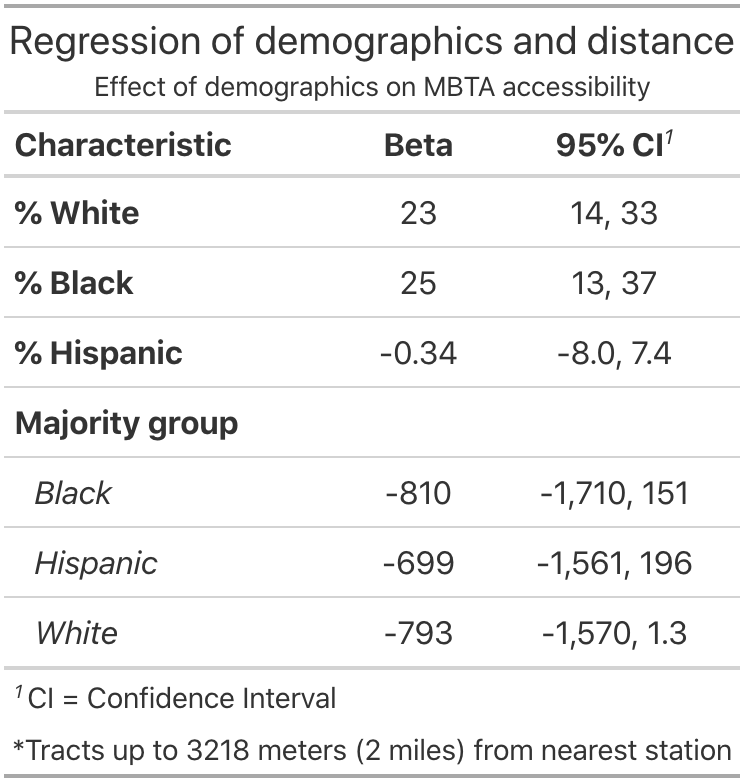 Regression of demographics and distance
Effect of demographics on MBTA accessibility
Characteristic Beta 95% CI¹
% White 23 14, 33
% Black 25 13, 37
% Hispanic -0.34 -8.0, 7.4
Majority group
Black -810 -1,710, 151
Hispanic -699 -1,561, 196
White -793 -1,570, 1.3
¹ CI = Confidence Interval
*Tracts up to 3218 meters (2 miles) from nearest station